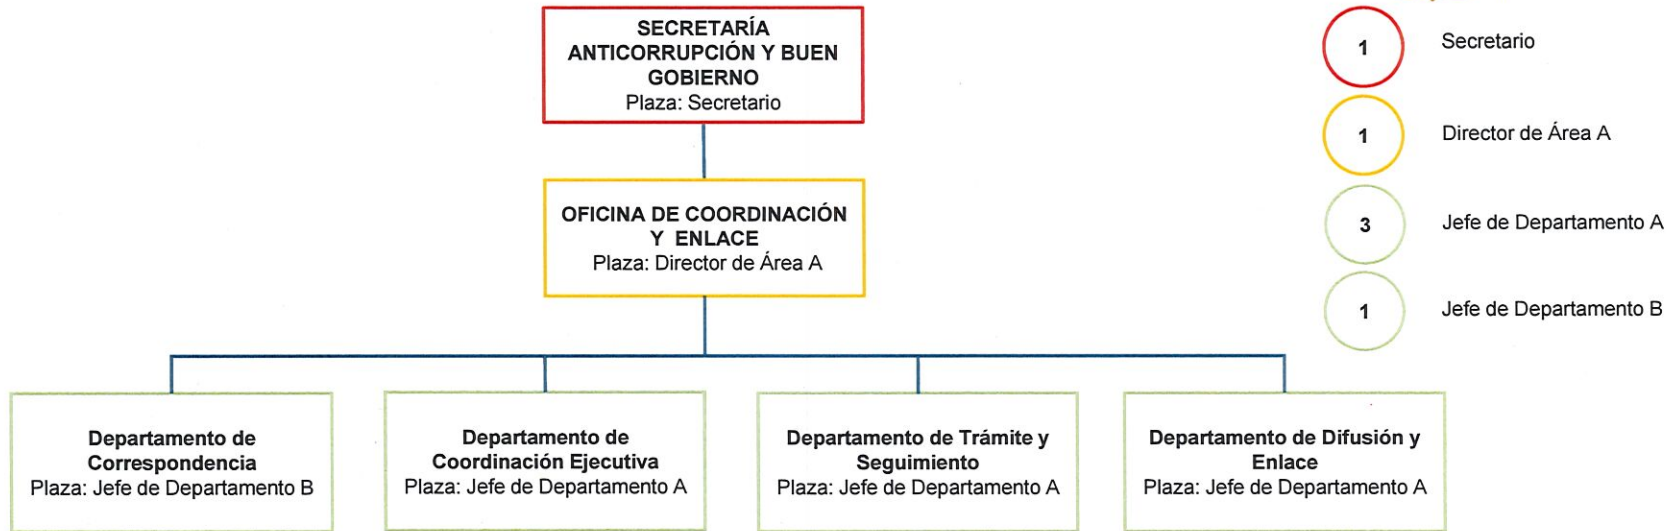 SECRETARÍA
ANTICORRUPCIÓN Y BUEN
GOBIERNO
Plaza: Secretario
OFICINA DE COORDINACIÓN
Y ENLACE
Plaza: Director de Área A
Departamento de
Correspondencia
Plaza: Jefe de Departamento B
Departamento de
Coordinación Ejecutiva
Plaza: Jefe de Departamento A
Departamento de Trámite y
Seguimiento
Plaza: Jefe de Departamento A
Departamento de Difusión y
Enlace
Plaza: Jefe de Departamento A
1 Secretario
1 Director de Área A
3 Jefe de Departamento A
1 Jefe de Departamento B